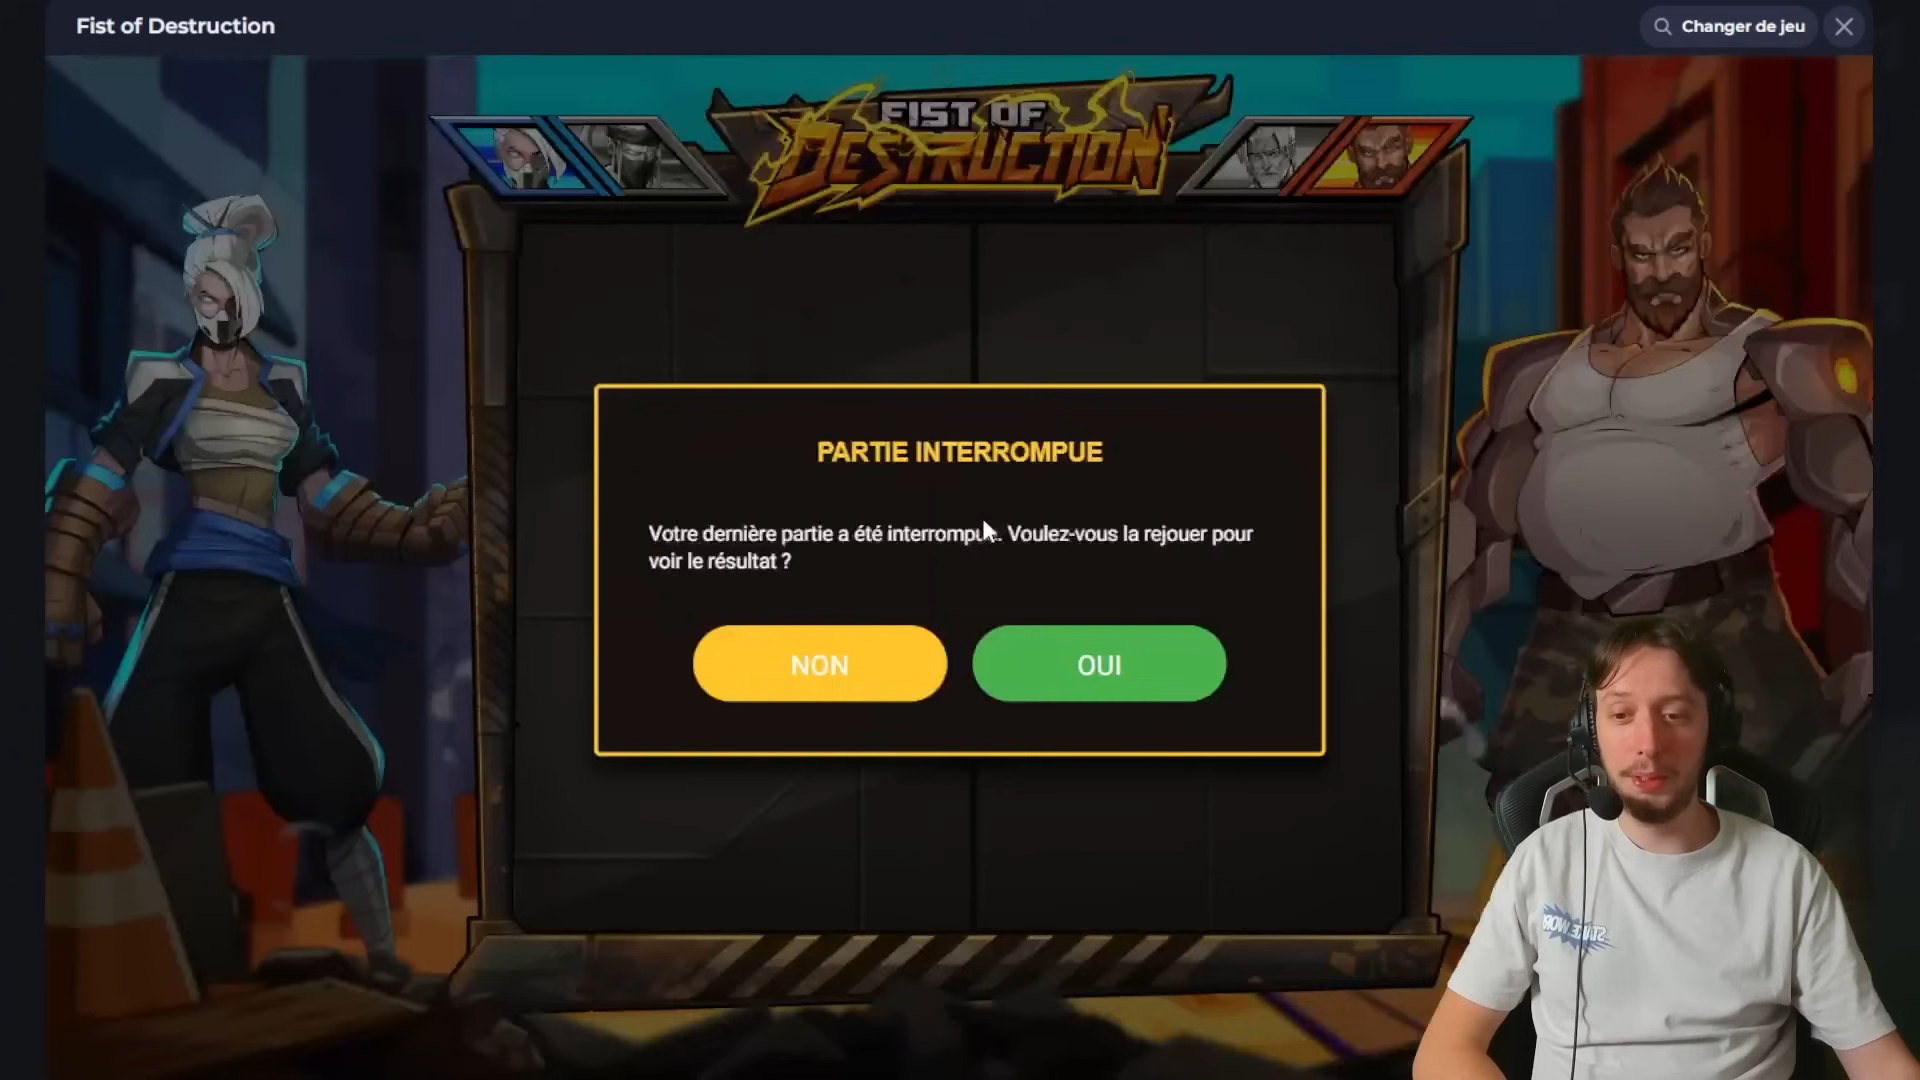 Fist of Destruction
Changer de jeu
FIST OF
DESTRUCTION
PARTIE INTERROMPUE
Votre dernière partie a été interrompue. Voulez-vous la rejouer pour
voir le résultat ?
NON
OUI